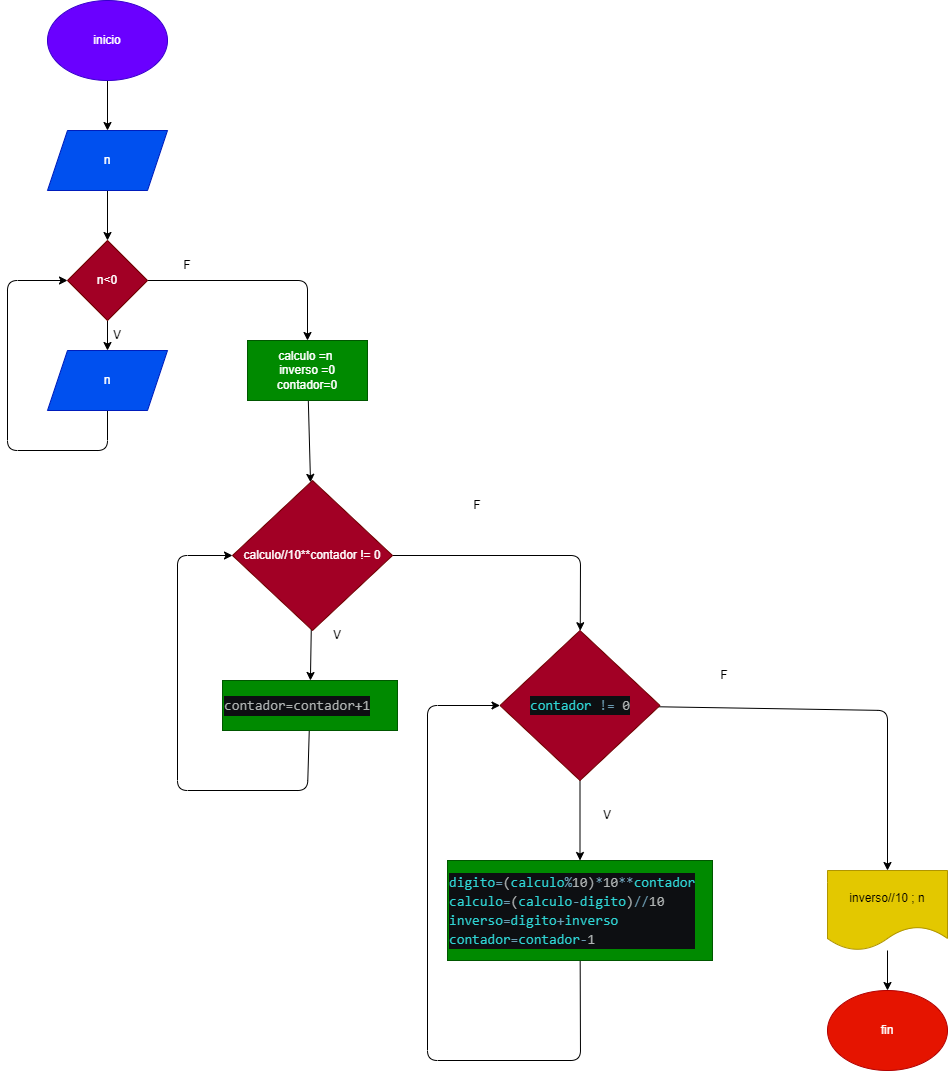 inicio
n
n<0
F
V
n
calculo =n
inverso =0
contador=0
F
calculo//10**contador != 0
V
contador=contador+1
F
contador != 0
V
digito=(calculo%10)*10**contador
calculo=(calculo-digito)//10
inverso=digito+inverso
contador=contador-1
inverso//10 ; n
fin